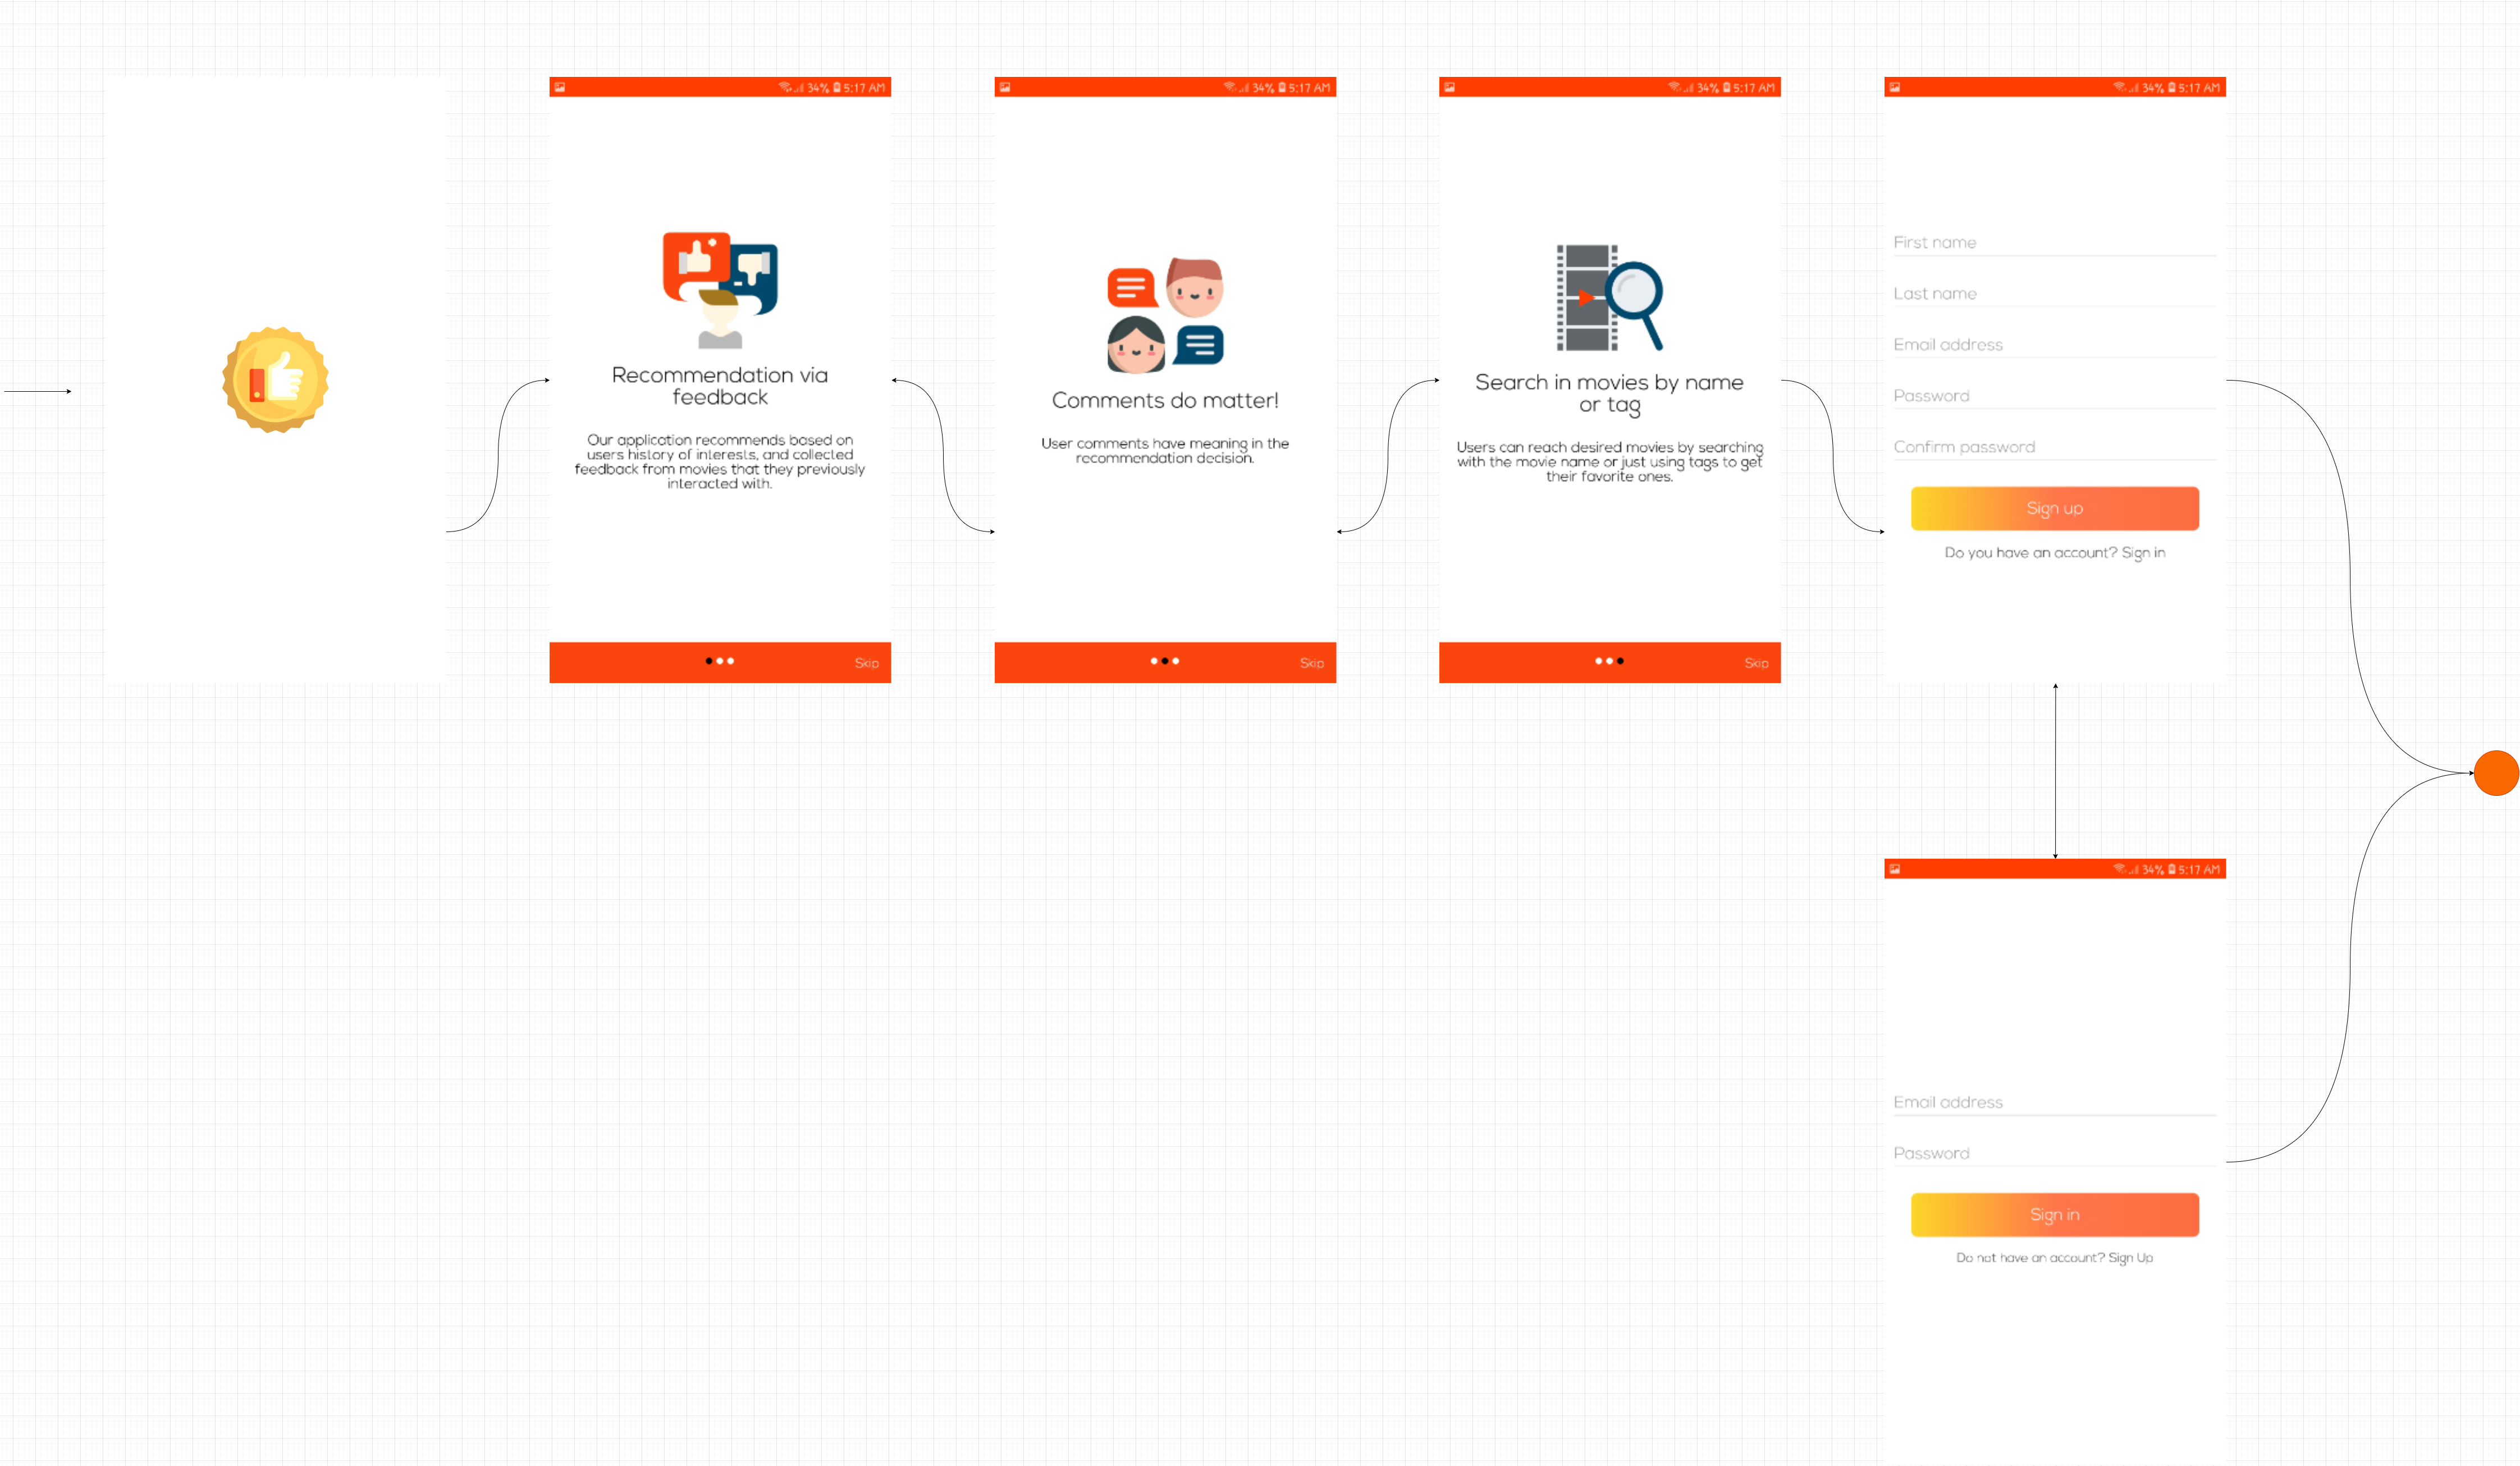 34% 5:17 AM
Recommendation via
feedback
Our application recommends based on
users history of interests, and collected
feedback from movies that they previously
interacted with.
Skip
34% 5:17 AM
Comments do matter!
User comments have meaning in the
recommendation decision.
Skip
34% 5:17 AM
Search in movies by name
or tag
Users can reach desired movies by searching
with the movie name or just using tags to get
their favorite ones.
Skip
34% 5:17 AM
First name
Last name
Email address
Password
Confirm password
Sign up
Do you have an account? Sign in
34% 5:17 AM
Email address
Password
Sign in
Do not have an account? Sign Up